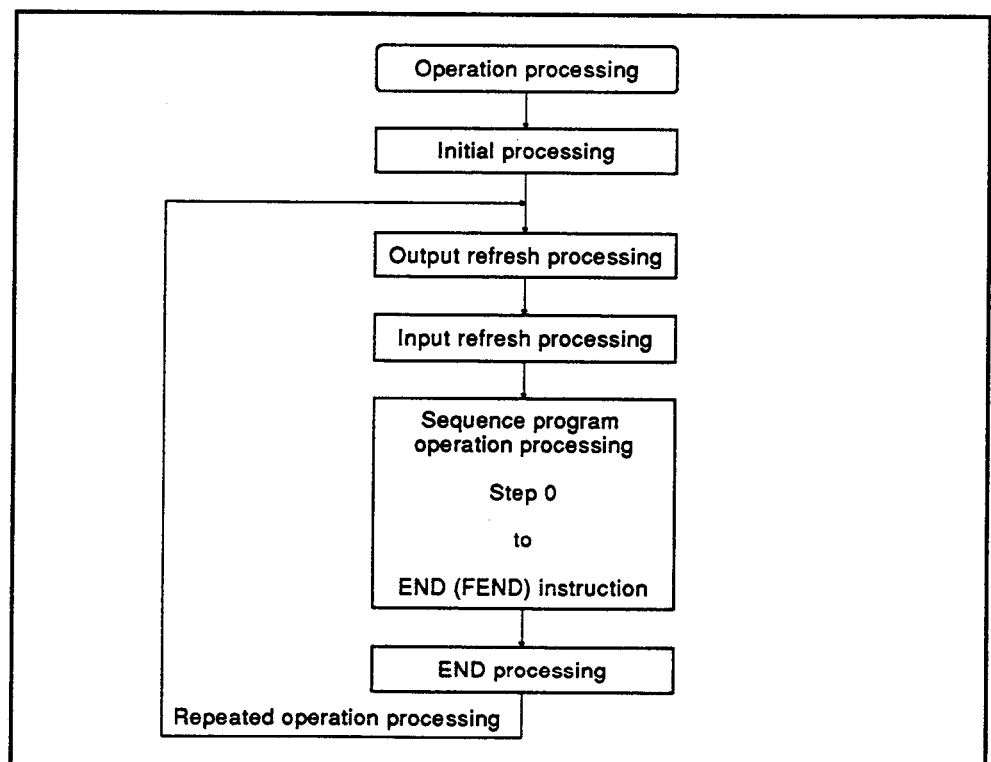 Operation processing
Initial processing
Output refresh processing
Input refresh processing
Sequence program
operation processing
Step 0
to
END (FEND) instruction
END processing
Repeated operation processing